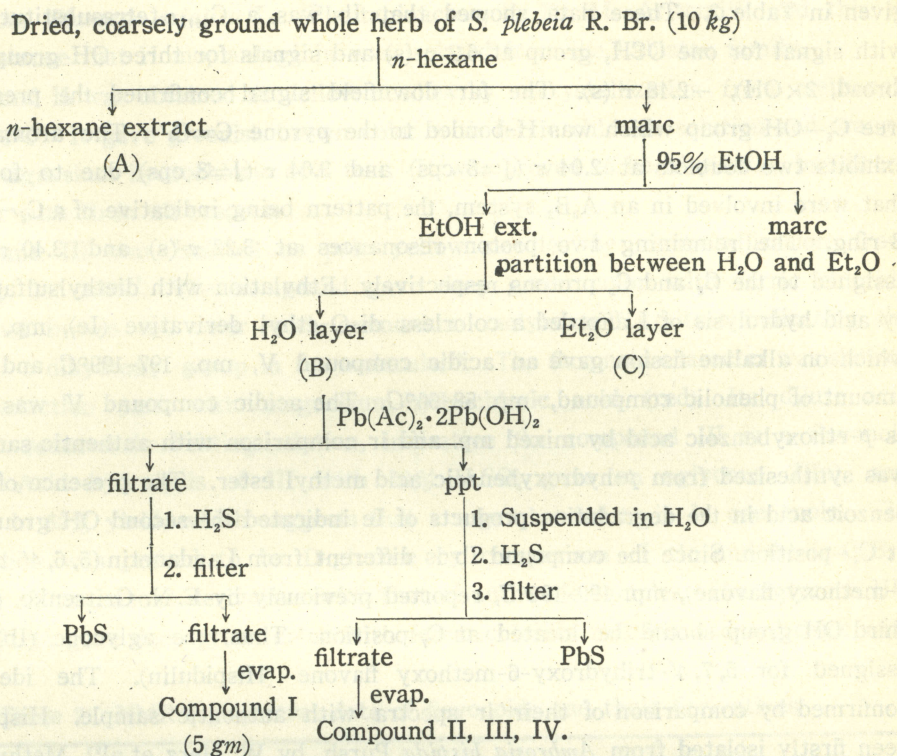 Dried, coarsely ground whole herb of S. plebeia R. Br. (10 kg)
n-hexane
n-hexane extract
(A)
marc
95% EtOH
EtOH ext.
marc
partition between H₂O and Et₂O
H₂O layer
(B)
Et₂O layer
(C)
Pb(Ac)₂·2Pb(OH)₂
filtrate
1. H₂S
2. filter
ppt
1. Suspended in H₂O
2. H₂S
3. filter
PbS
filtrate
evap.
Compound I
(5 gm)
filtrate
evap.
Compound II, III, IV.
PbS